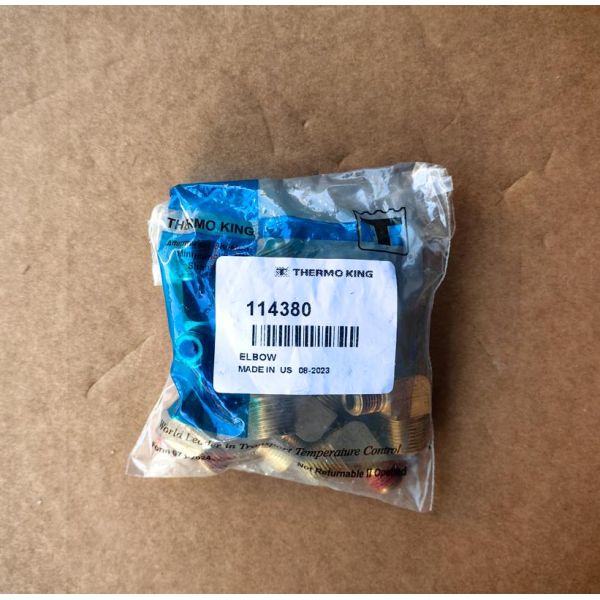 THERMO KING
THERMO KING
114380
ELBOW
MADE IN US 08-2023
World Leader in Transport Temperature Control
Form
Not Returnable If Opened